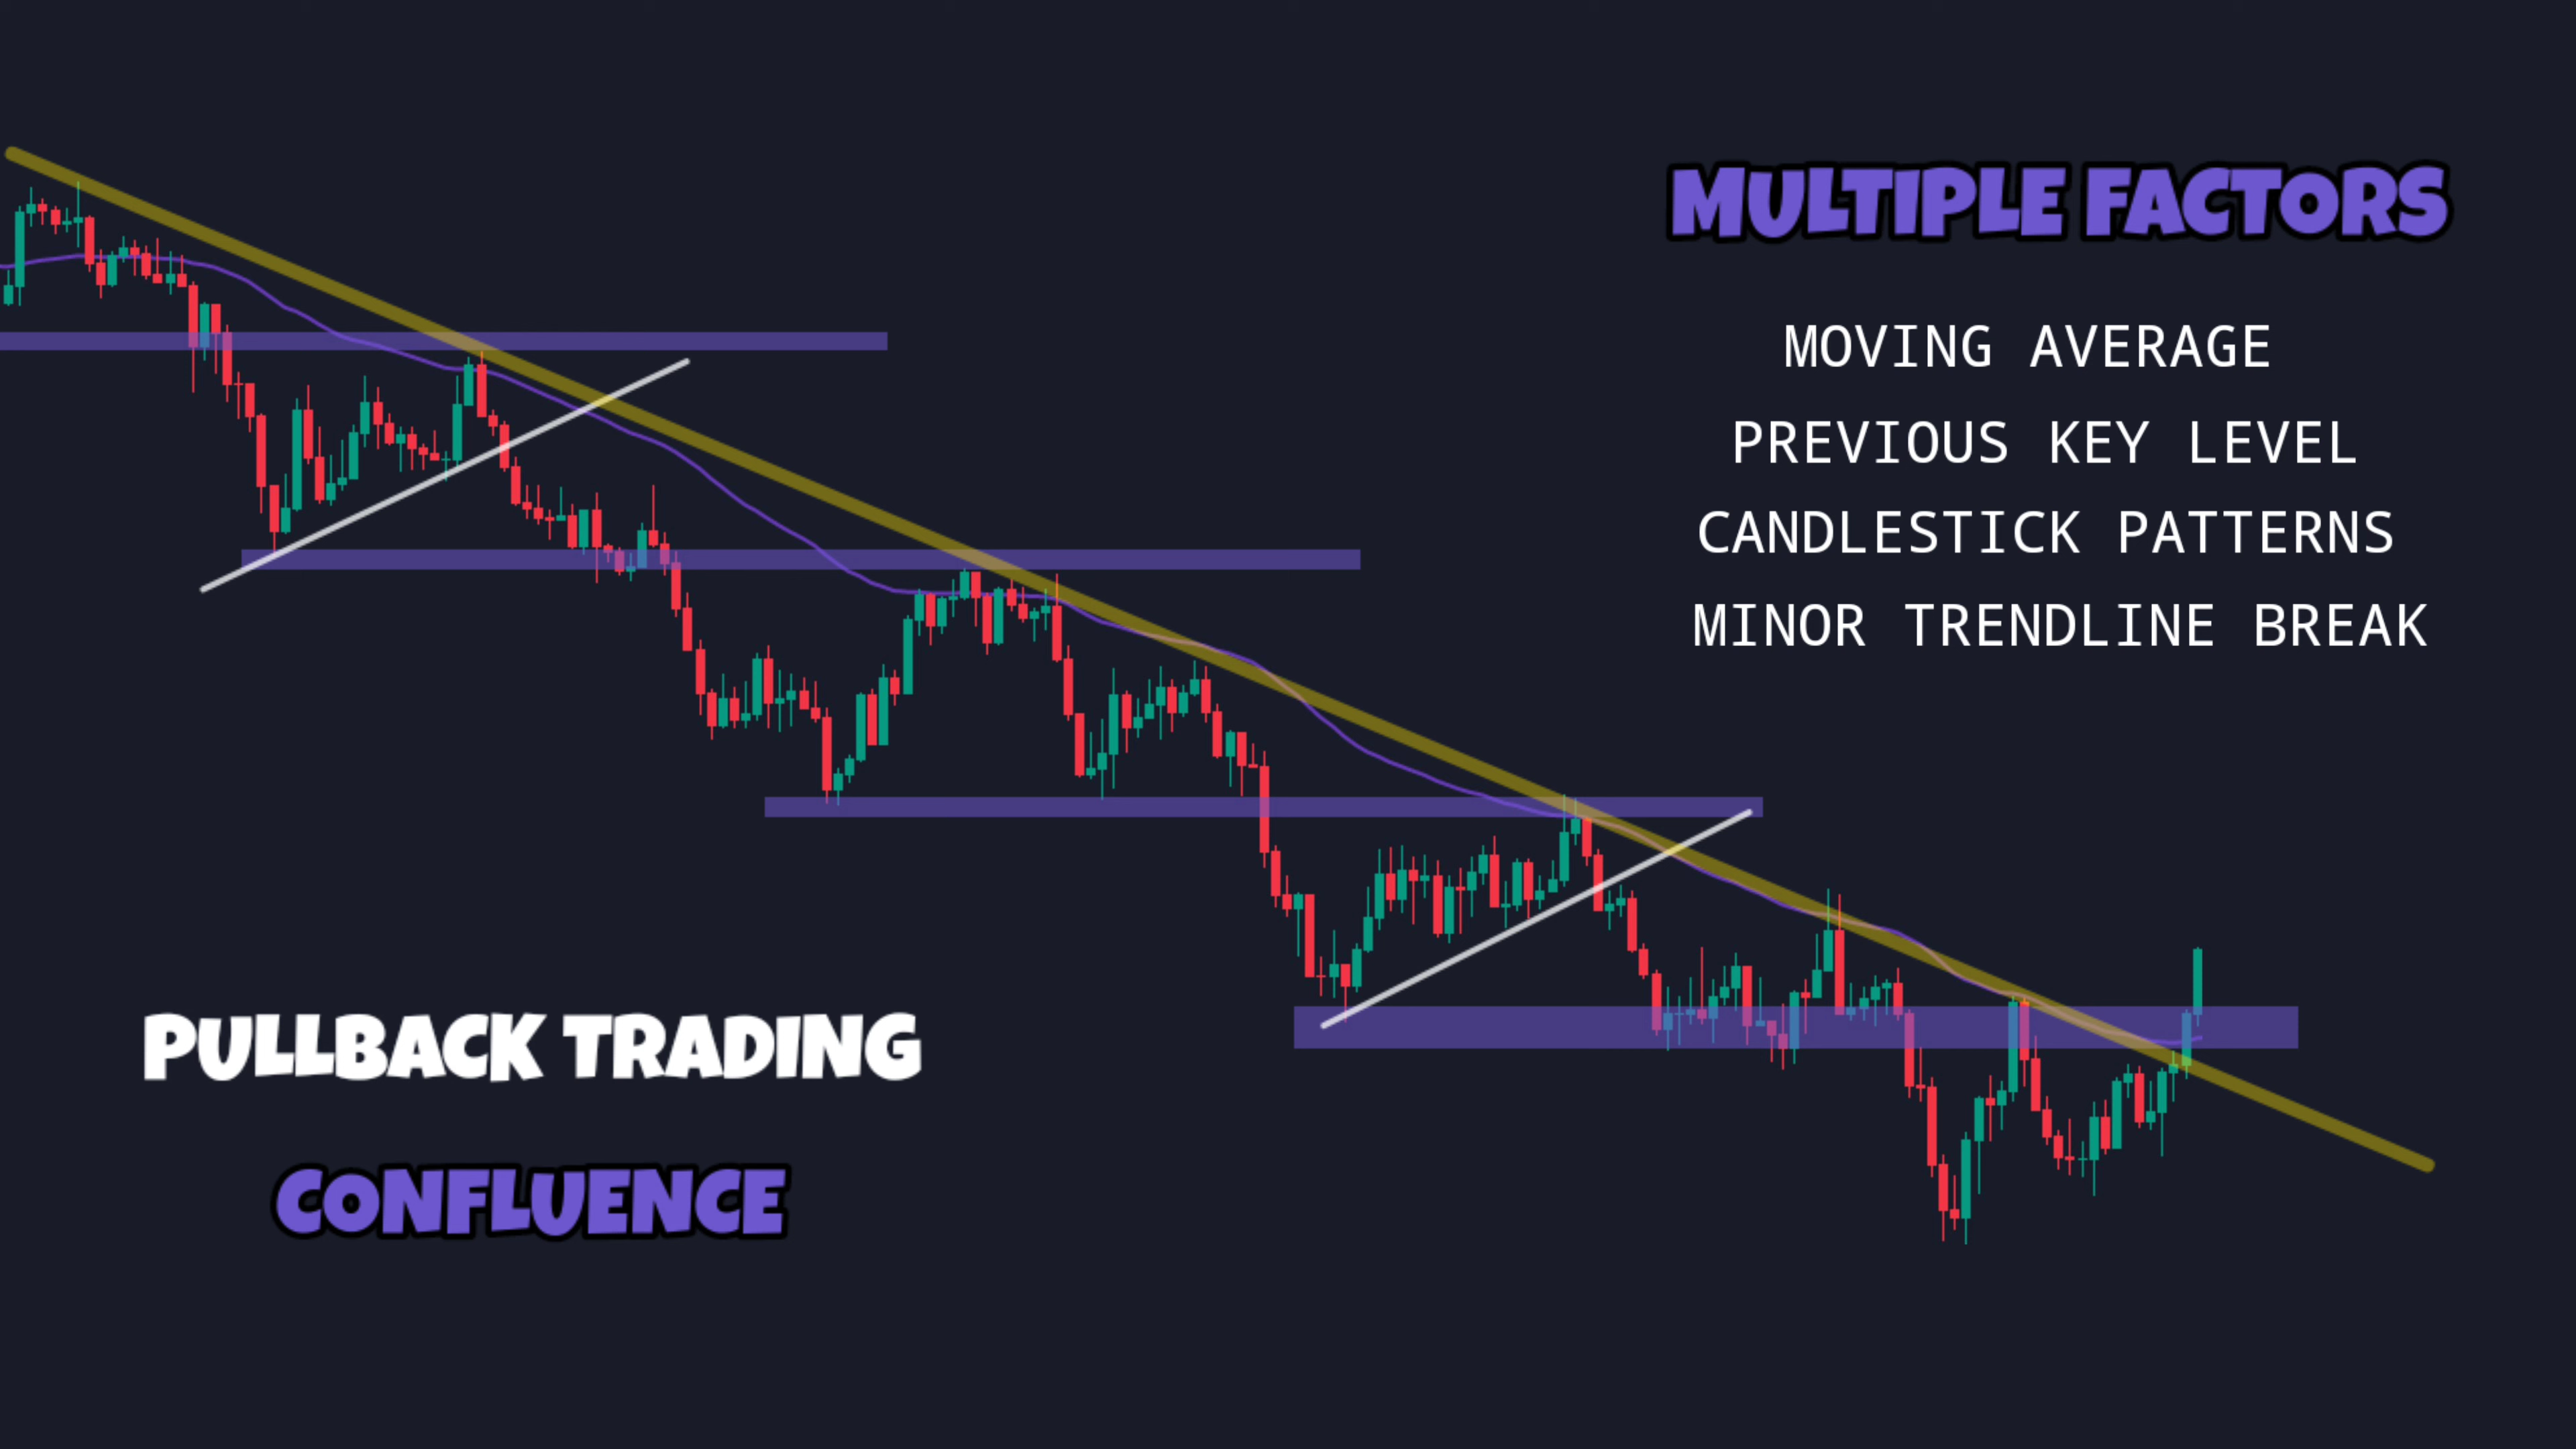 MULTIPLE FACTORS
MOVING AVERAGE
PREVIOUS KEY LEVEL
CANDLESTICK PATTERNS
MINOR TRENDLINE BREAK
PULLBACK TRADING
CONFLUENCE